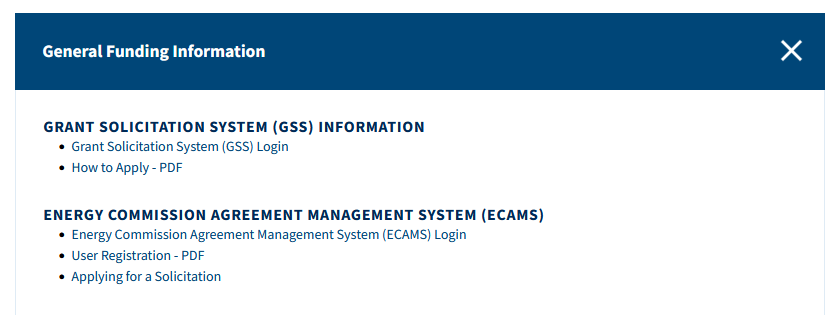 General Funding Information
GRANT SOLICITATION SYSTEM (GSS) INFORMATION
Grant Solicitation System (GSS) Login
How to Apply - PDF
ENERGY COMMISSION AGREEMENT MANAGEMENT SYSTEM (ECAMS)
Energy Commission Agreement Management System (ECAMS) Login
User Registration - PDF
Applying for a Solicitation